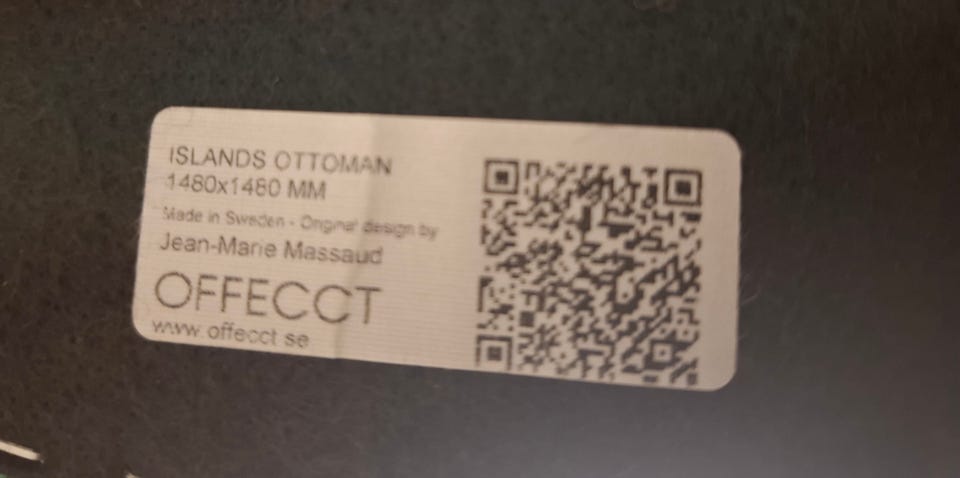 ISLANDS OTTOMAN
1480x1480 MM
Made in Sweden - Original design by
Jean-Marie Massaud
OFFECCT
www.offecct.se